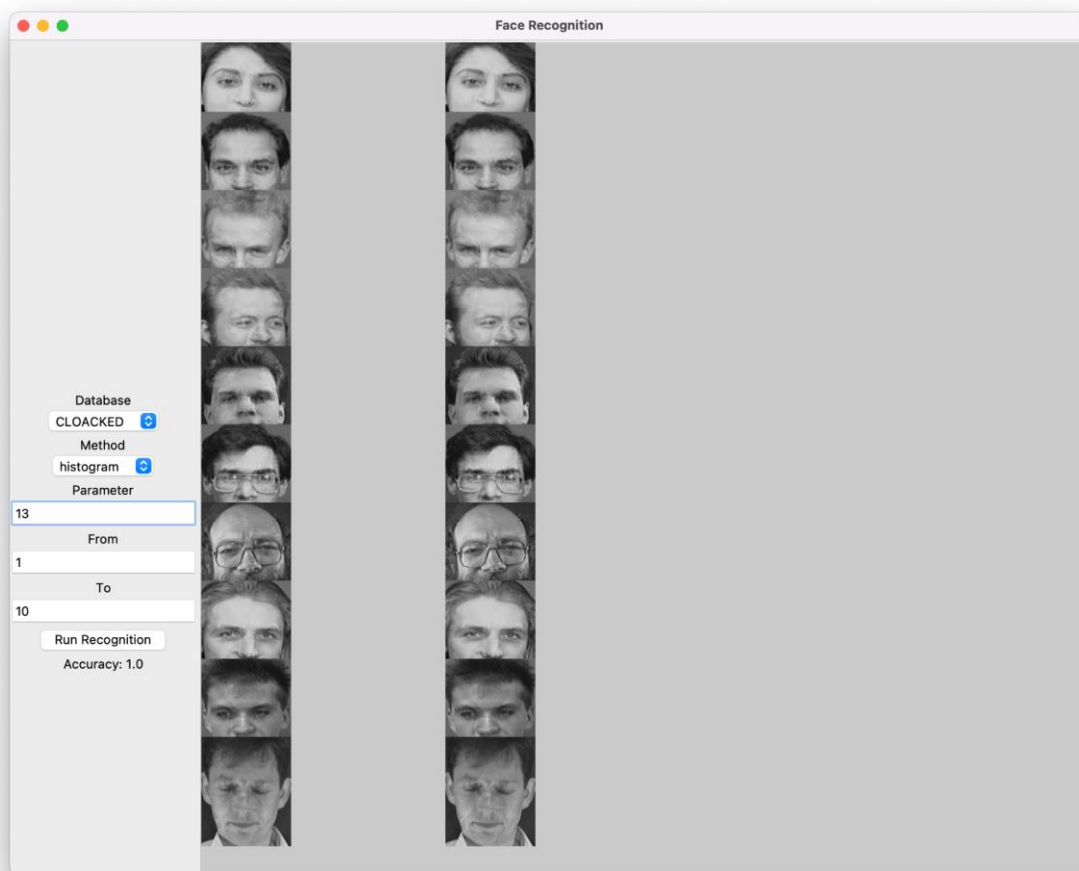 Face Recognition
Database
CLOACKED
Method
histogram
Parameter
13
From
1
To
10
Run Recognition
Accuracy: 1.0